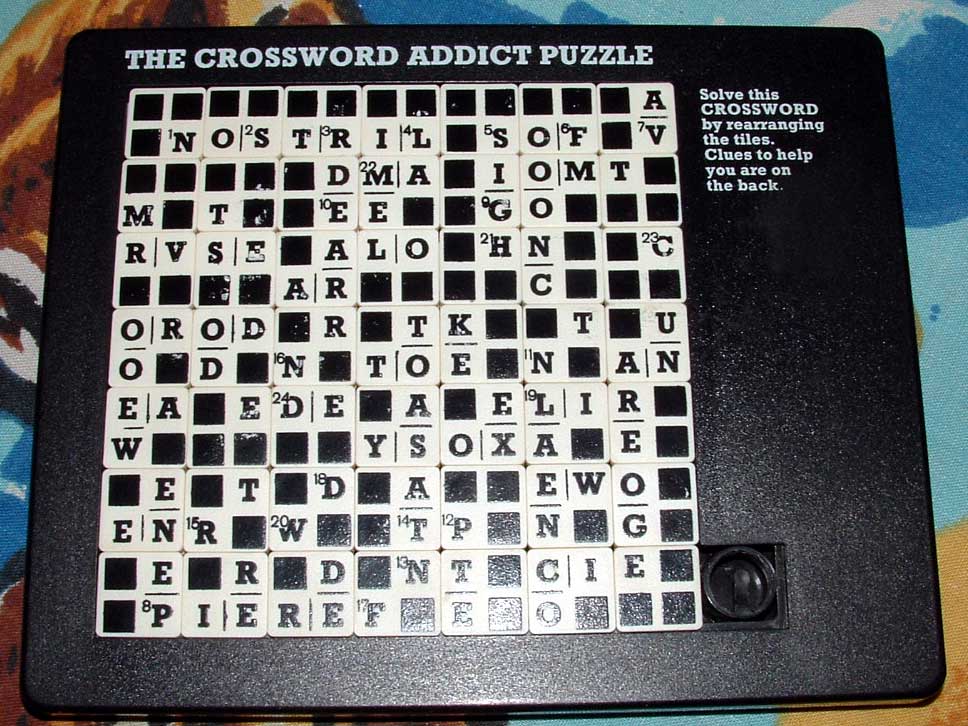 THE CROSSWORD ADDICT PUZZLE
Solve this
CROSSWORD
by rearranging
the tiles.
Clues to help
you are on
the back.
A
1N O 2S T 3R I 4L 5S O 6F 7V
D 22M A I O M T
M T 10E E 9G O
R V S E A L O 21H N 23C
A R C
O R O D R T K T U
O D 16N T O E 11N A N
E A E 24D E A E 19L I R
W Y S O X A E
E T 18D A E W O
E N 15R 20W 14T 12P N G
E R D 13N T C I E
8P I E R E 17F E O